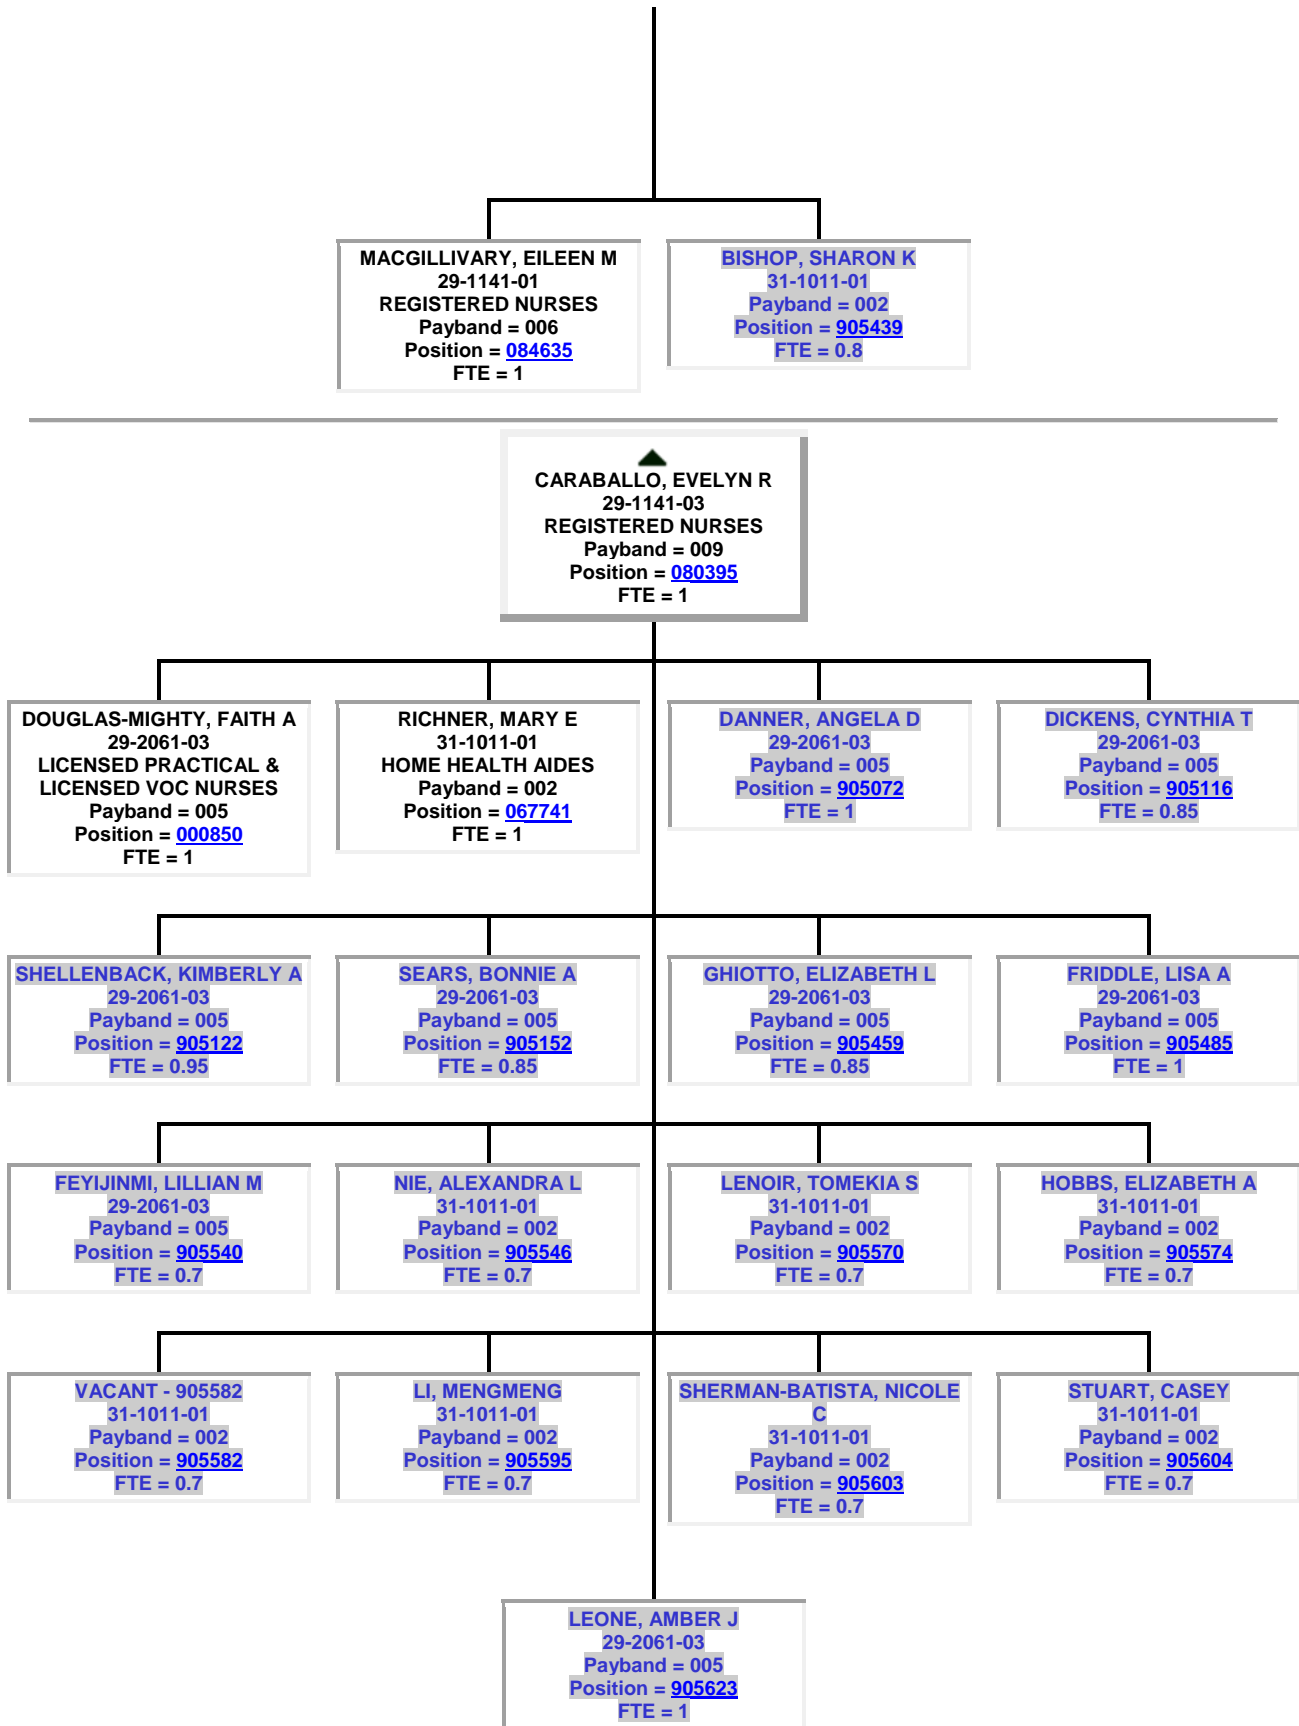 MACGILLIVARY, EILEEN M
29-1141-01
REGISTERED NURSES
Payband = 006
Position = 084635
FTE = 1
BISHOP, SHARON K
31-1011-01
Payband = 002
Position = 905439
FTE = 0.8
CARABALLO, EVELYN R
29-1141-03
REGISTERED NURSES
Payband = 009
Position = 080395
FTE = 1
DOUGLAS-MIGHTY, FAITH A
29-2061-03
LICENSED PRACTICAL &
LICENSED VOC NURSES
Payband = 005
Position = 000850
FTE = 1
RICHNER, MARY E
31-1011-01
HOME HEALTH AIDES
Payband = 002
Position = 067741
FTE = 1
DANNER, ANGELA D
29-2061-03
Payband = 005
Position = 905072
FTE = 1
DICKENS, CYNTHIA T
29-2061-03
Payband = 005
Position = 905116
FTE = 0.85
SHELLENBACK, KIMBERLY A
29-2061-03
Payband = 005
Position = 905122
FTE = 0.95
SEARS, BONNIE A
29-2061-03
Payband = 005
Position = 905152
FTE = 0.85
GHIOTTO, ELIZABETH L
29-2061-03
Payband = 005
Position = 905459
FTE = 0.85
FRIDDLE, LISA A
29-2061-03
Payband = 005
Position = 905485
FTE = 1
FEYIJINMI, LILLIAN M
29-2061-03
Payband = 005
Position = 905540
FTE = 0.7
NIE, ALEXANDRA L
31-1011-01
Payband = 002
Position = 905546
FTE = 0.7
LENOIR, TOMEKIA S
31-1011-01
Payband = 002
Position = 905570
FTE = 0.7
HOBBS, ELIZABETH A
31-1011-01
Payband = 002
Position = 905574
FTE = 0.7
VACANT - 905582
31-1011-01
Payband = 002
Position = 905582
FTE = 0.7
LI, MENGMENG
31-1011-01
Payband = 002
Position = 905595
FTE = 0.7
SHERMAN-BATISTA, NICOLE
C
31-1011-01
Payband = 002
Position = 905603
FTE = 0.7
STUART, CASEY
31-1011-01
Payband = 002
Position = 905604
FTE = 0.7
LEONE, AMBER J
29-2061-03
Payband = 005
Position = 905623
FTE = 1